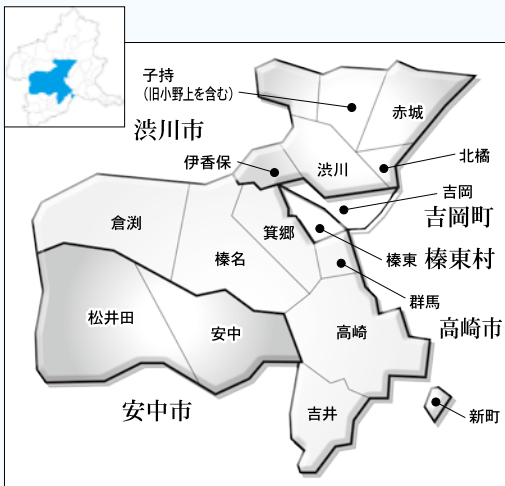 子持
（旧小野上を含む）
赤城
渋川市
北橘
伊香保
渋川
吉岡
吉岡町
倉渕
箕郷
榛東
榛東村
榛名
群馬
松井田
安中
高崎
高崎市
安中市
吉井
新町